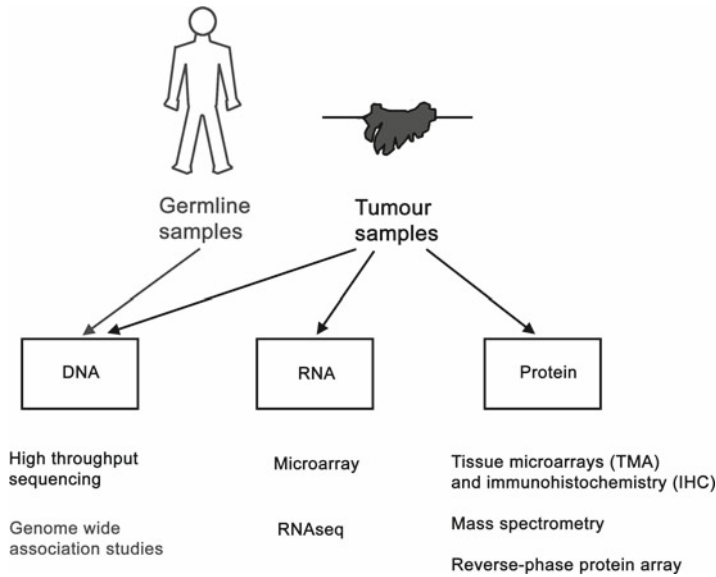 Germline
samples
Tumour
samples
DNA
RNA
Protein
High throughput
sequencing
Genome wide
association studies
Microarray
RNAseq
Tissue microarrays (TMA)
and immunohistochemistry (IHC)
Mass spectrometry
Reverse-phase protein array